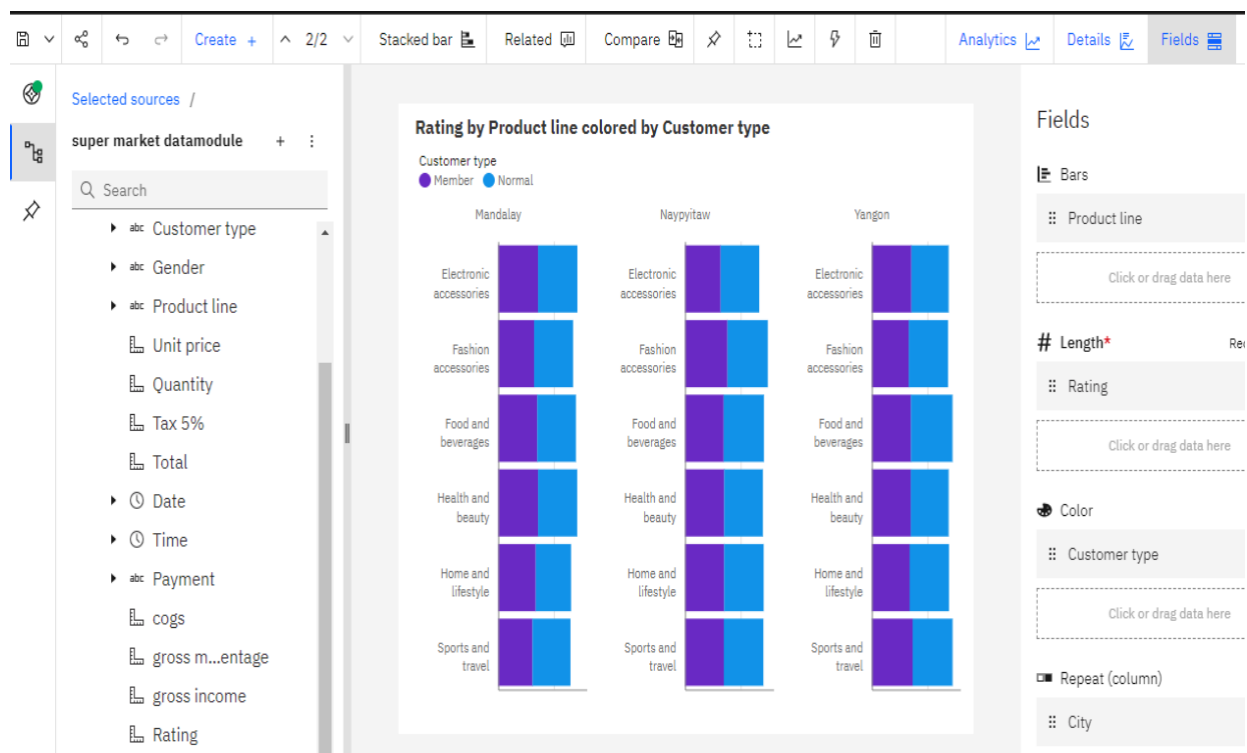 Create +
2/2
Stacked bar
Related
Compare
Analytics
Details
Fields
Selected sources /
super market datamodule
Search
Customer type
Gender
Product line
Unit price
Quantity
Tax 5%
Total
Date
Time
Payment
cogs
gross m...entage
gross income
Rating
abc
abc
abc
abc
Rating by Product line colored by Customer type
Customer type
Member
Normal
Mandalay
Electronic
accessories
Fashion
accessories
Food and
beverages
Health and
beauty
Home and
lifestyle
Sports and
travel
Naypyitaw
Electronic
accessories
Fashion
accessories
Food and
beverages
Health and
beauty
Home and
lifestyle
Sports and
travel
Yangon
Electronic
accessories
Fashion
accessories
Food and
beverages
Health and
beauty
Home and
lifestyle
Sports and
travel
Fields
Bars
Product line
Click or drag data here
# Length*
Rating
Click or drag data here
Color
Customer type
Click or drag data here
Repeat (column)
City